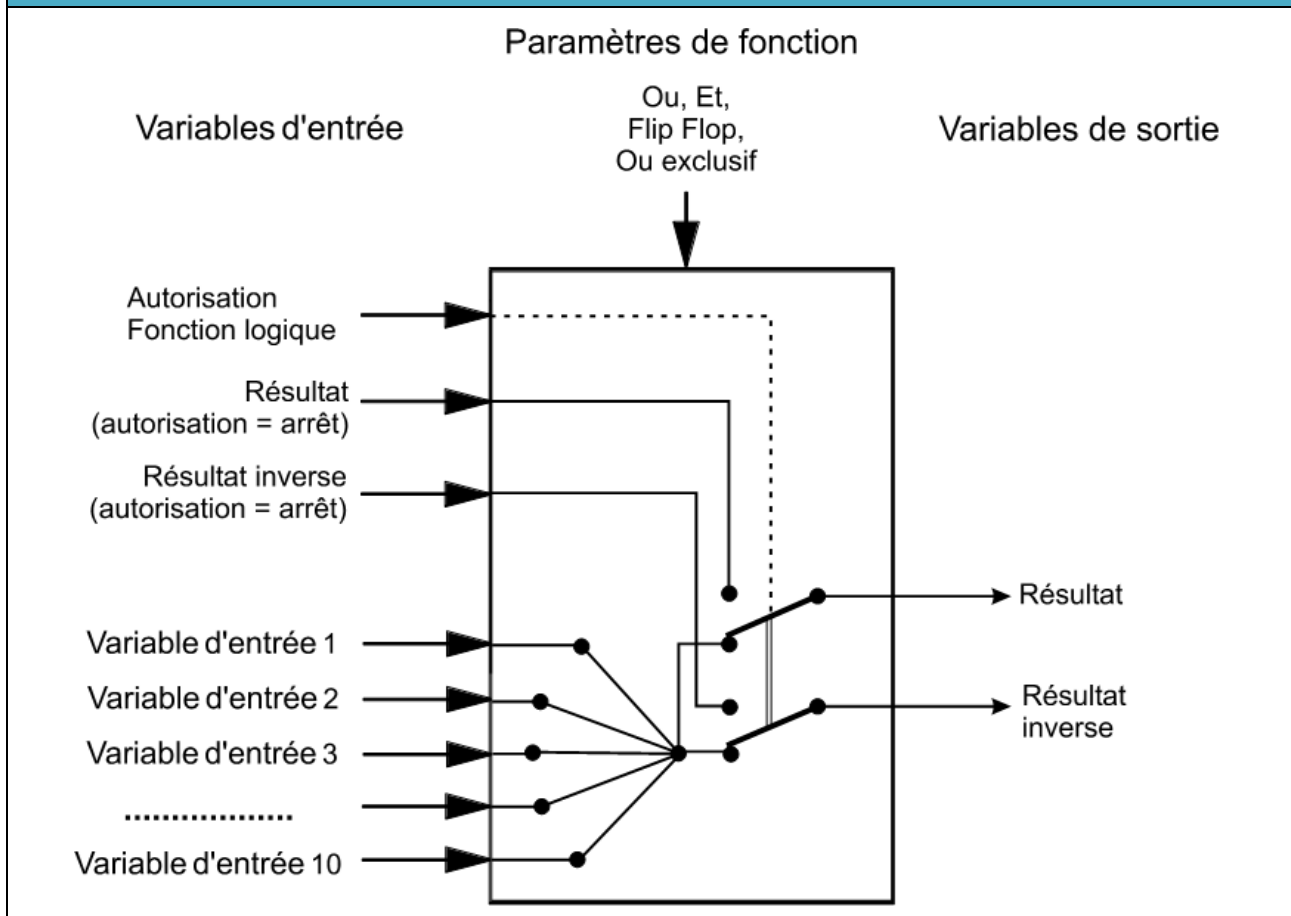 Paramètres de fonction
Variables d'entrée
Ou, Et,
Flip Flop,
Ou exclusif
Variables de sortie
Autorisation
Fonction logique
Résultat
(autorisation = arrêt)
Résultat inverse
(autorisation = arrêt)
Variable d'entrée 1
Variable d'entrée 2
Variable d'entrée 3
..................
Variable d'entrée 10
Résultat
Résultat
inverse